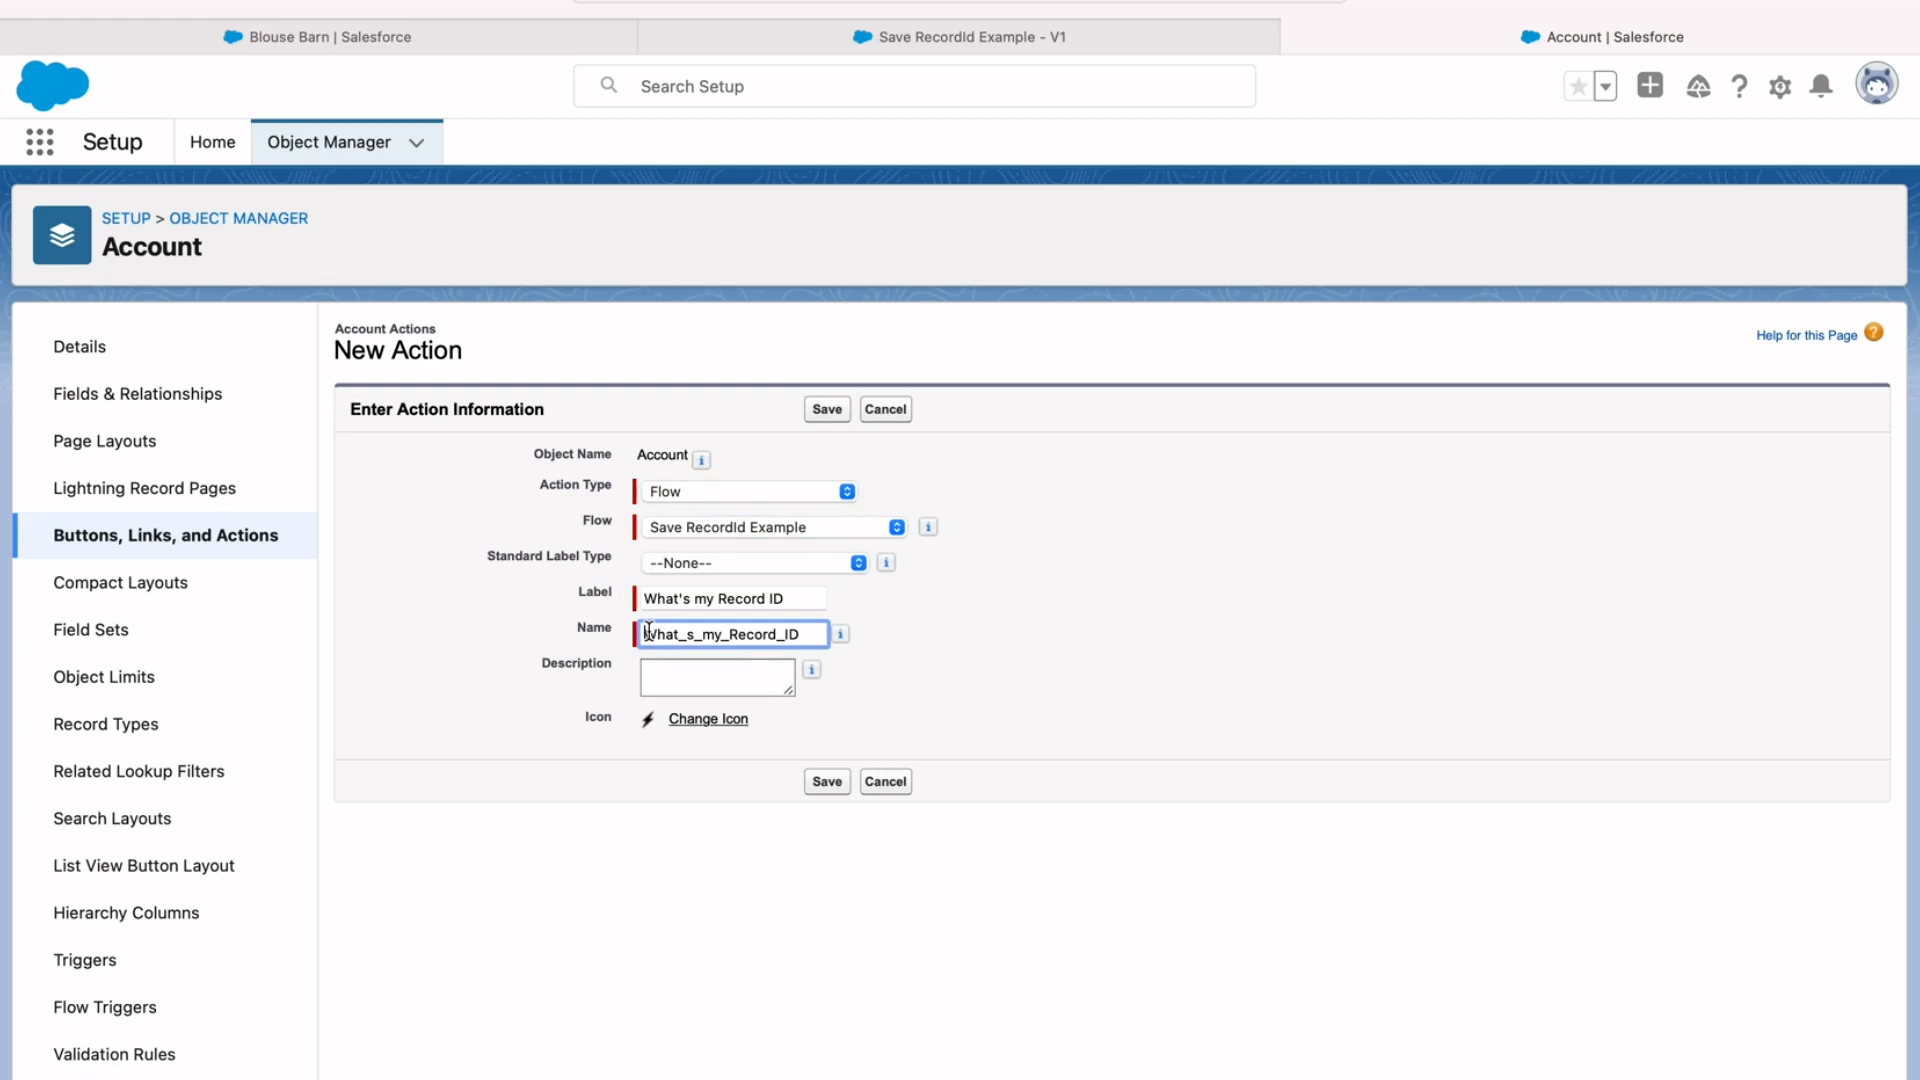 Blouse Barn | Salesforce
Save RecordId Example - V1
Account | Salesforce
Search Setup
Setup
Home
Object Manager
SETUP > OBJECT MANAGER
Account
Details
Fields & Relationships
Page Layouts
Lightning Record Pages
Buttons, Links, and Actions
Compact Layouts
Field Sets
Object Limits
Record Types
Related Lookup Filters
Search Layouts
List View Button Layout
Hierarchy Columns
Triggers
Flow Triggers
Validation Rules
Account Actions
New Action
Help for this Page
Enter Action Information
Save Cancel
Object Name Account
Action Type Flow
Flow Save RecordId Example
Standard Label Type --None--
Label What's my Record ID
Name What_s_my_Record_ID
Description
Icon Change Icon
Save Cancel